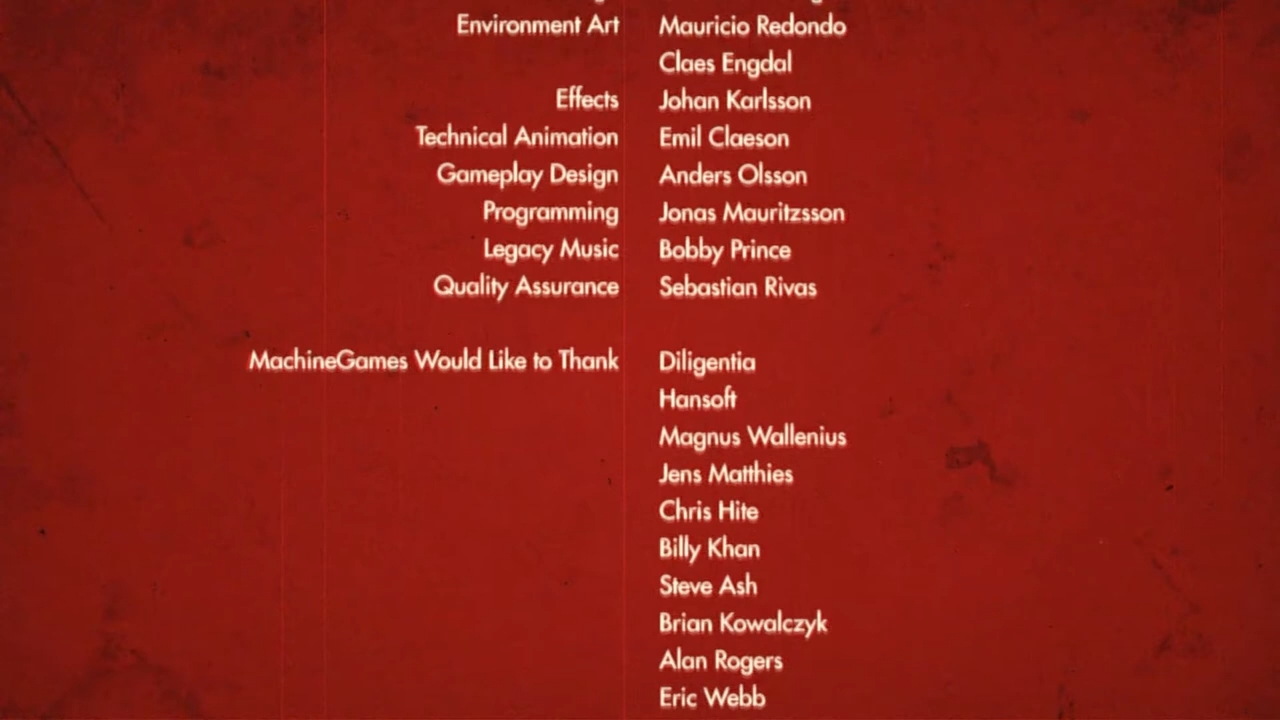 Environment Art Mauricio Redondo
Claes Engdal
Effects Johan Karlsson
Technical Animation Emil Claeson
Gameplay Design Anders Olsson
Programming Jonas Mauritzsson
Legacy Music Bobby Prince
Quality Assurance Sebastian Rivas
MachineGames Would Like to Thank Diligentia
Hansoft
Magnus Wallenius
Jens Matthies
Chris Hite
Billy Khan
Steve Ash
Brian Kowalczyk
Alan Rogers
Eric Webb